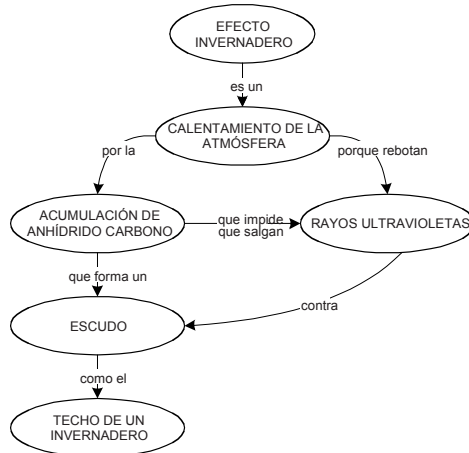 EFECTO
INVERNADERO
es un
CALENTAMIENTO DE LA
ATMÓSFERA
por la
porque rebotan
ACUMULACIÓN DE
ANHÍDRIDO CARBONO
que impide
que salgan
RAYOS ULTRAVIOLETAS
que forma un
contra
ESCUDO
como el
TECHO DE UN
INVERNADERO